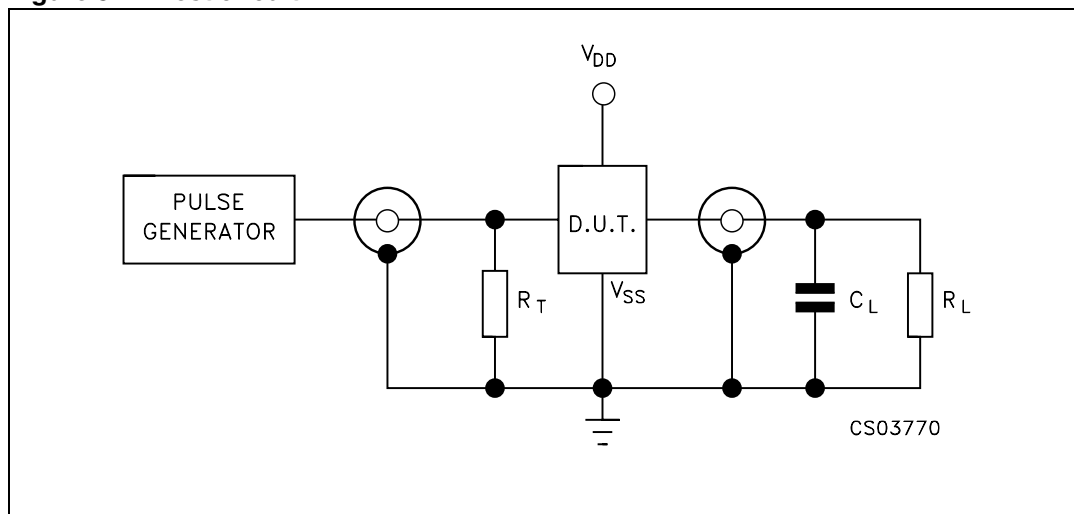 V_DD
PULSE
GENERATOR
D.U.T.
V_SS
R_T
C_L
R_L
CS03770